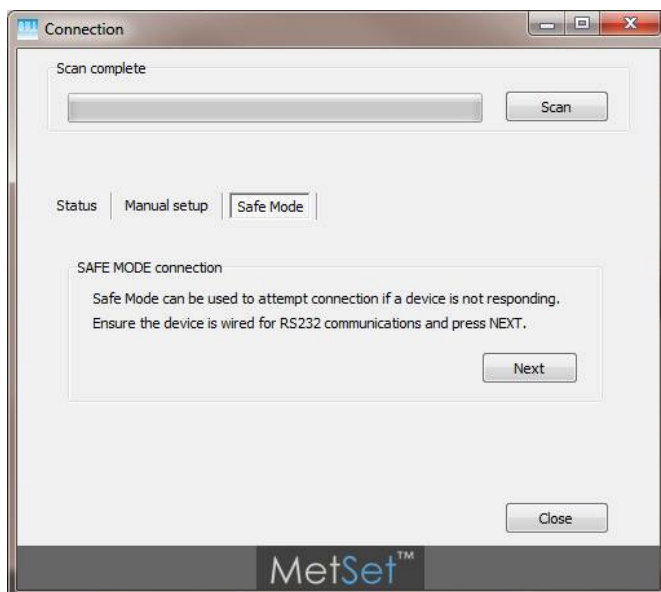 Connection
Scan complete
Scan
Status Manual setup Safe Mode
SAFE MODE connection
Safe Mode can be used to attempt connection if a device is not responding.
Ensure the device is wired for RS232 communications and press NEXT.
Next
Close
MetSet™